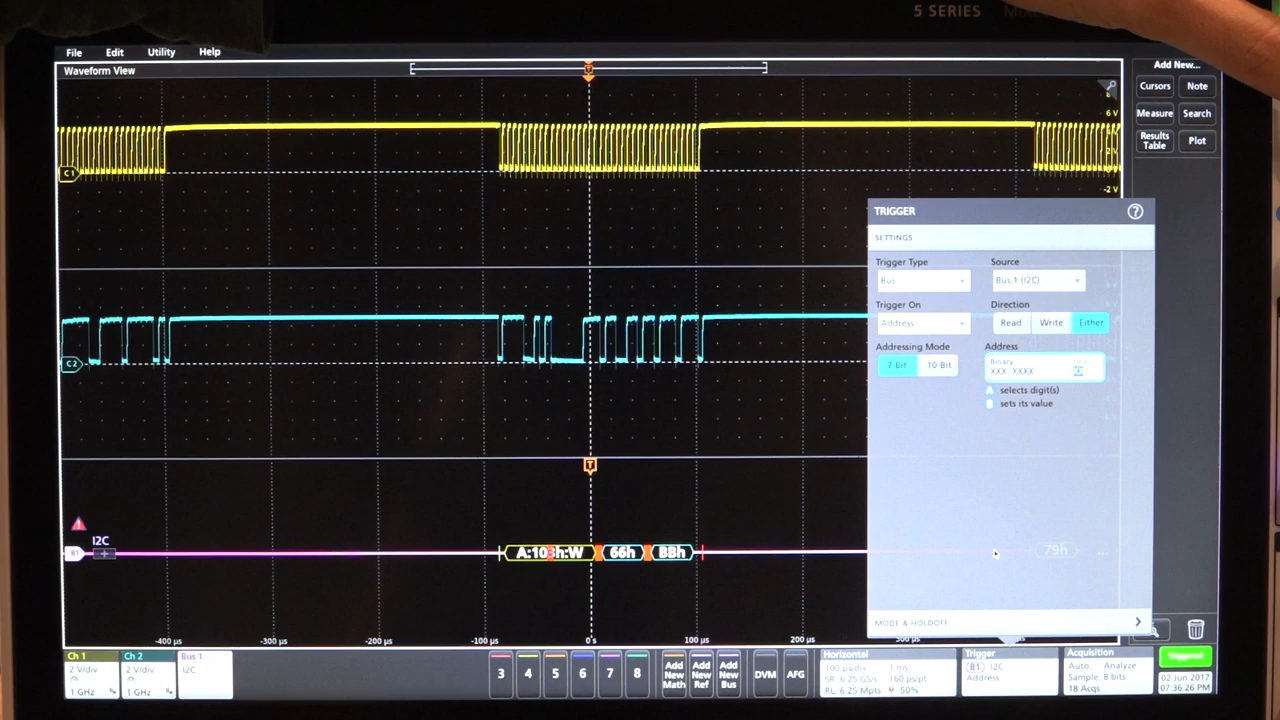 5 SERIES
File Edit Utility Help
Waveform View
Add New...
Cursors Note
Measure Search
Results Table Plot
6 V
2 V
-2 V
C1
C2
TRIGGER
SETTINGS
Trigger Type Source
Bus Bus 1 (I2C)
Trigger On Direction
Address Read Write Either
Addressing Mode Address
7-Bit 10-Bit
Binary
XXX XXXX
A selects digit(s)
B sets its value
MODE & HOLDOFF
T
I2C
B1
66h BBh 79h ...
-400 µs -300 µs -200 µs -100 µs 0 s 100 µs 200 µs
Ch 1
2 V/div
1 GHz
Ch 2
2 V/div
1 GHz
Bus 1
I2C
3 4 5 6 7 8
Add New Math
Add New Ref
Add New Bus
DVM AFG
Horizontal
100 µs/div 1 ms
SR: 6.25 GS/s 160 ps/pt
RL: 6.25 Mpts 50%
Trigger
B1 I2C
Address
Acquisition
Auto, Analyze
Sample: 8 bits
18 Acqs
Triggered
02 Jun 2017
07:36:26 PM